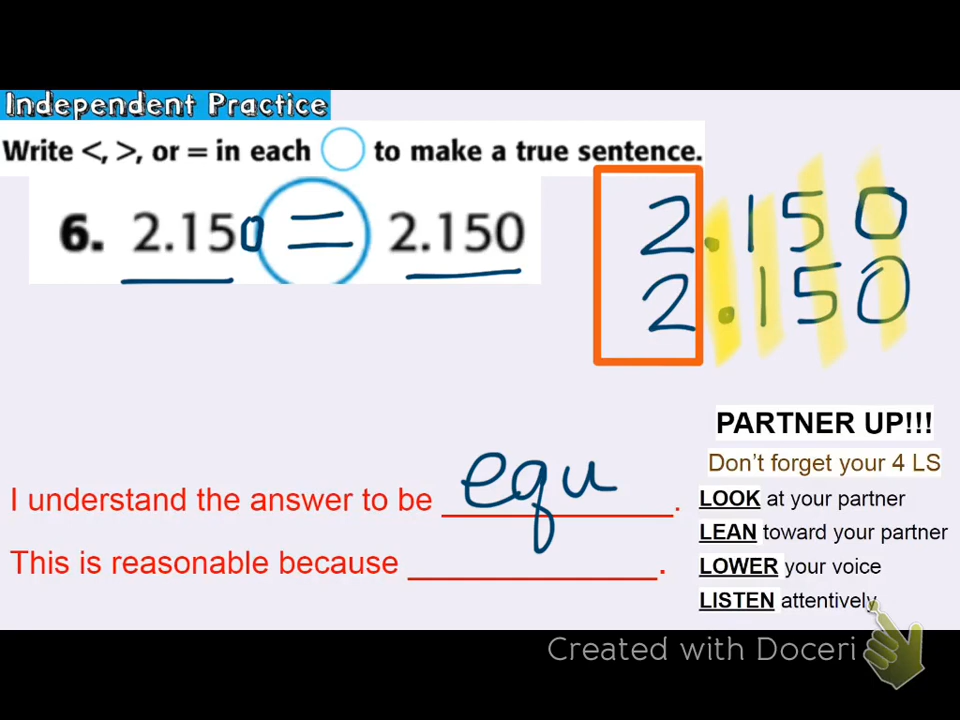 Independent Practice
Write <, >, or = in each to make a true sentence.
6. 2.150 = 2.150
2.150
2.150
I understand the answer to be equ.
This is reasonable because ______________.
PARTNER UP!!!
Don't forget your 4 LS
LOOK at your partner
LEAN toward your partner
LOWER your voice
LISTEN attentively
Created with Doceri